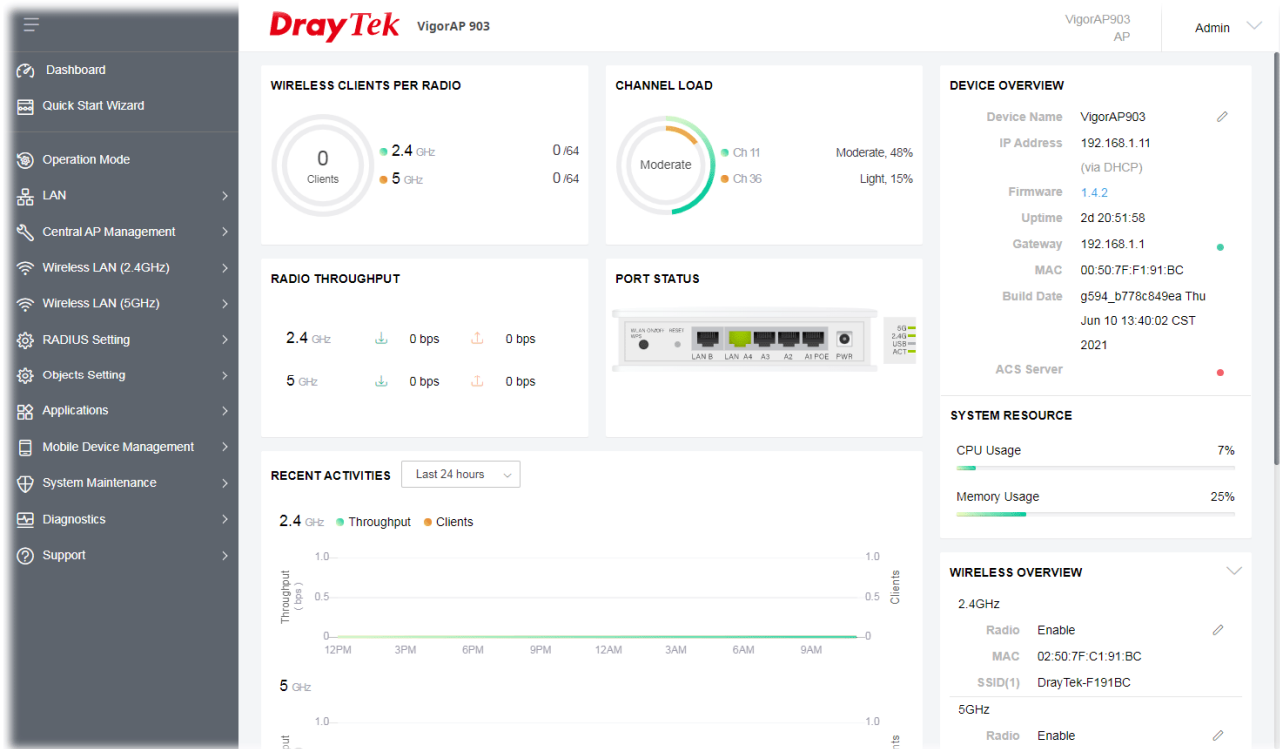 DrayTek VigorAP 903
VigorAP903
AP
Admin
Dashboard
Quick Start Wizard
Operation Mode
LAN
Central AP Management
Wireless LAN (2.4GHz)
Wireless LAN (5GHz)
RADIUS Setting
Objects Setting
Applications
Mobile Device Management
System Maintenance
Diagnostics
Support
WIRELESS CLIENTS PER RADIO
0
Clients
2.4 GHz 0 /64
5 GHz 0 /64
CHANNEL LOAD
Moderate
Ch 11 Moderate, 48%
Ch 36 Light, 15%
RADIO THROUGHPUT
2.4 GHz 0 bps 0 bps
5 GHz 0 bps 0 bps
PORT STATUS
WLAN ON/OFF RESET
WPS
LAN B LAN A4 A3 A2 A1 POE PWR
5G
2.4G
USB
ACT
RECENT ACTIVITIES Last 24 hours
2.4 GHz Throughput Clients
Throughput
( bps )
1.0 1.0
0.5 0.5
0 0
Clients
12PM 3PM 6PM 9PM 12AM 3AM 6AM 9AM
5 GHz
1.0 1.0
DEVICE OVERVIEW
Device Name VigorAP903
IP Address 192.168.1.11
(via DHCP)
Firmware 1.4.2
Uptime 2d 20:51:58
Gateway 192.168.1.1
MAC 00:50:7F:F1:91:BC
Build Date g594_b778c849ea Thu
Jun 10 13:40:02 CST
2021
ACS Server
SYSTEM RESOURCE
CPU Usage 7%
Memory Usage 25%
WIRELESS OVERVIEW
2.4GHz
Radio Enable
MAC 02:50:7F:C1:91:BC
SSID(1) DrayTek-F191BC
5GHz
Radio Enable